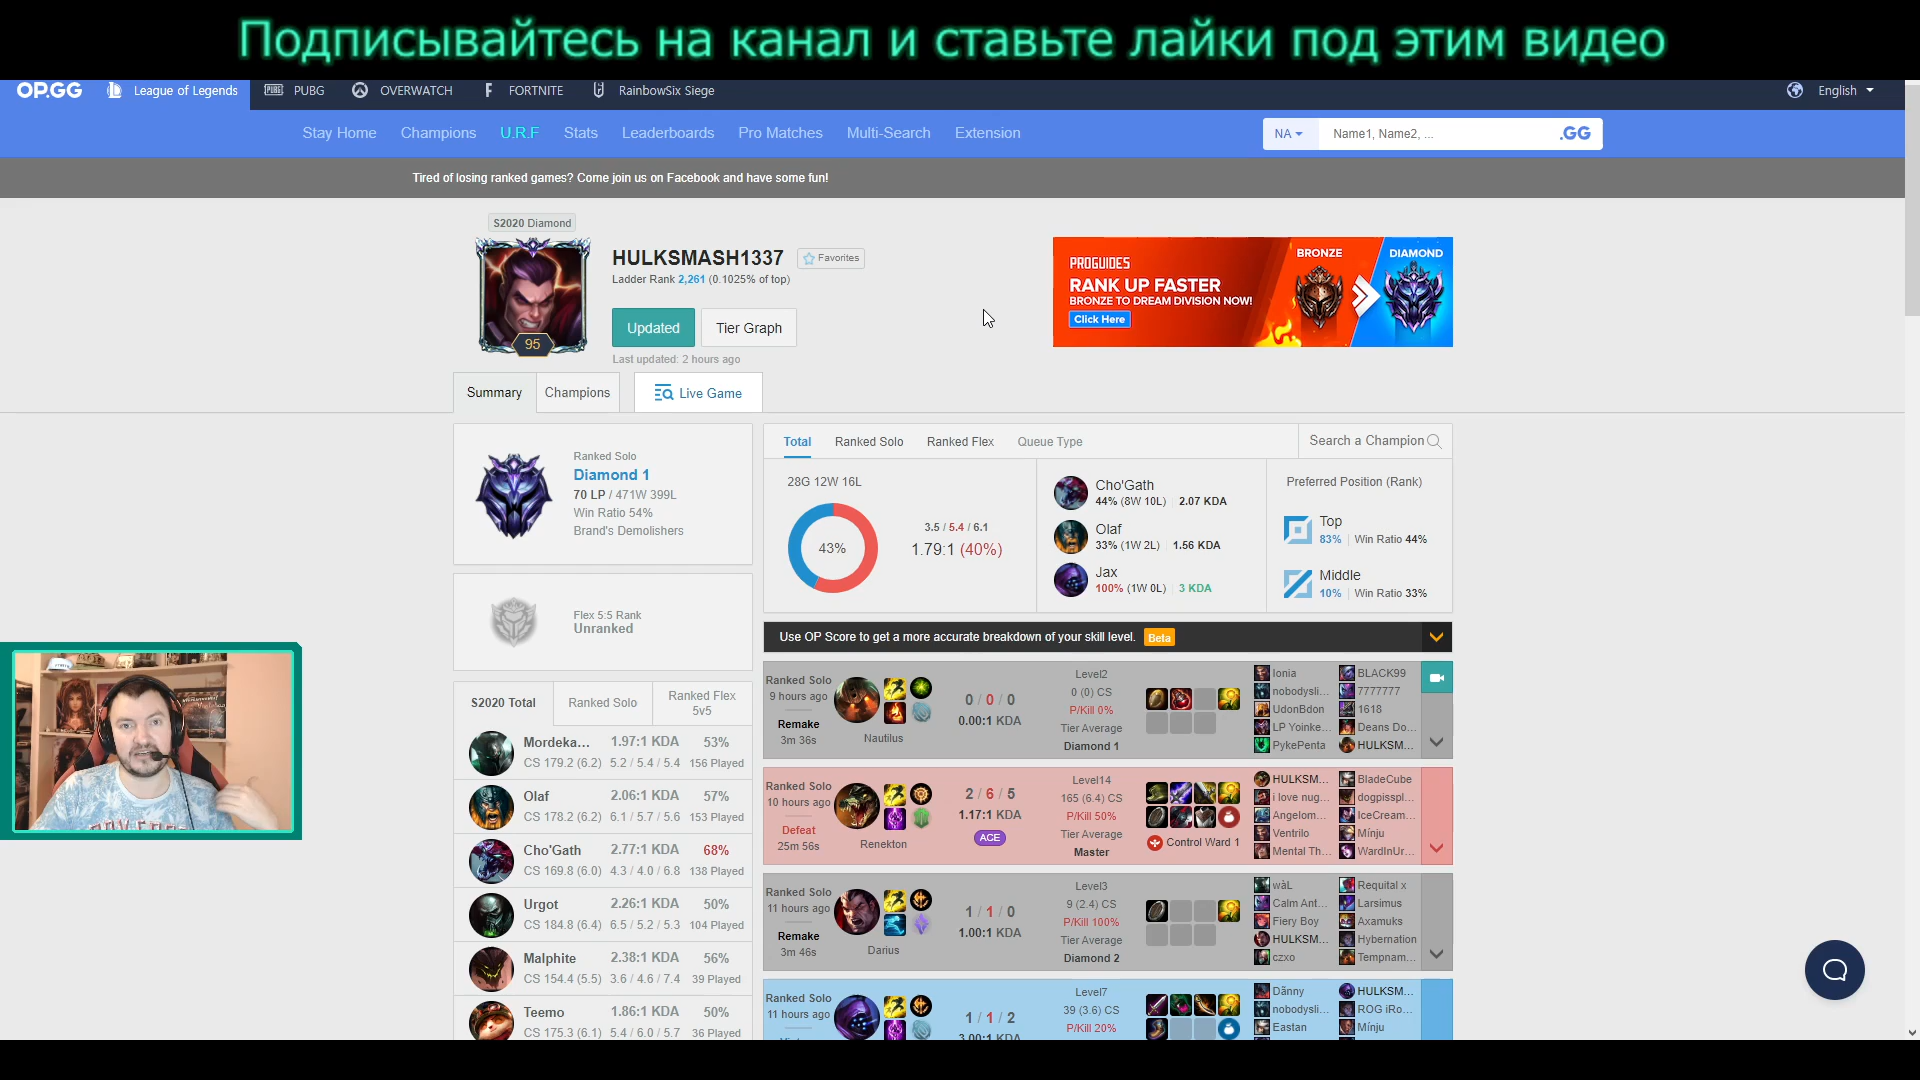 Подписывайтесь на канал и ставьте лайки под этим видео
OP.GG League of Legends PUBG OVERWATCH FORTNITE RainbowSix Siege English
Stay Home Champions U.R.F Stats Leaderboards Pro Matches Multi-Search Extension NA Name1, Name2, ... .GG
Tired of losing ranked games? Come join us on Facebook and have some fun!
S2020 Diamond
95
HULKSMASH1337 Favorites
Ladder Rank 2,261 (0.1025% of top)
Updated Tier Graph
Last updated: 2 hours ago
PROGUIDES
RANK UP FASTER
BRONZE TO DREAM DIVISION NOW!
Click Here
BRONZE DIAMOND
Summary Champions Live Game
Ranked Solo
Diamond 1
70 LP / 471W 399L
Win Ratio 54%
Brand's Demolishers
Flex 5:5 Rank
Unranked
S2020 Total Ranked Solo Ranked Flex 5v5
Mordeka... 1.97:1 KDA 53%
CS 179.2 (6.2) 5.2 / 5.4 / 5.4 156 Played
Olaf 2.06:1 KDA 57%
CS 178.2 (6.2) 6.1 / 5.7 / 5.6 153 Played
Cho'Gath 2.77:1 KDA 68%
CS 169.8 (6.0) 4.3 / 4.0 / 6.8 138 Played
Urgot 2.26:1 KDA 50%
CS 184.8 (6.4) 6.5 / 5.2 / 5.3 104 Played
Malphite 2.38:1 KDA 56%
CS 154.4 (5.5) 3.6 / 4.6 / 7.4 39 Played
Teemo 1.86:1 KDA 50%
CS 175.3 (6.1) 5.4 / 6.0 / 5.7 36 Played
Total Ranked Solo Ranked Flex Queue Type Search a Champion
28G 12W 16L
43%
3.5 / 5.4 / 6.1
1.79:1 (40%)
Cho'Gath
44% (8W 10L) 2.07 KDA
Olaf
33% (1W 2L) 1.56 KDA
Jax
100% (1W 0L) 3 KDA
Preferred Position (Rank)
Top
83% Win Ratio 44%
Middle
10% Win Ratio 33%
Use OP Score to get a more accurate breakdown of your skill level. Beta
Ranked Solo
9 hours ago
Remake
3m 36s
Nautilus
0 / 0 / 0
0.00:1 KDA
Level2
0 (0) CS
P/Kill 0%
Tier Average
Diamond 1
Ionia BLACK99
nobodysli... 7777777
UdonBdon 1618
LP Yoinke... Deans Do...
PykePenta HULKSM...
Ranked Solo
10 hours ago
Defeat
25m 56s
Renekton
2 / 6 / 5
1.17:1 KDA
ACE
Level14
165 (6.4) CS
P/Kill 50%
Tier Average
Master
Control Ward 1
HULKSM... BladeCube
i love nug... dogpisspl...
Angelom... IceCream...
Ventrilo Mínju
Mental Th... WardInUr...
Ranked Solo
11 hours ago
Remake
3m 46s
Darius
1 / 1 / 0
1.00:1 KDA
Level3
9 (2.4) CS
P/Kill 100%
Tier Average
Diamond 2
wàL Requital x
Calm Ant... Larsimus
Fiery Boy Axamuks
HULKSM... Hybernation
czxo Tempnam...
Ranked Solo
11 hours ago
1 / 1 / 2
3.00:1 KDA
Level7
39 (3.6) CS
P/Kill 20%
Dãnny HULKSM...
nobodysli... ROG iRo...
Eastan Mínju